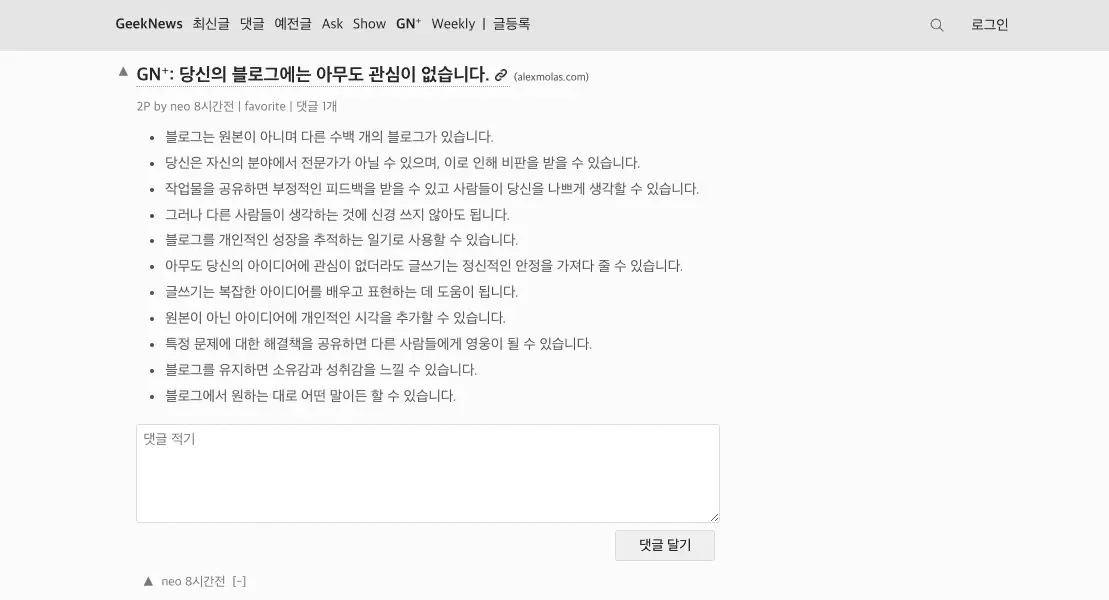 GeekNews 최신글 댓글 예전글 Ask Show GN⁺ Weekly | 글등록 로그인
▲ GN⁺: 당신의 블로그에는 아무도 관심이 없습니다. (alexmolas.com)
2P by neo 8시간전 | favorite | 댓글 1개
• 블로그는 원본이 아니며 다른 수백 개의 블로그가 있습니다.
• 당신은 자신의 분야에서 전문가가 아닐 수 있으며, 이로 인해 비판을 받을 수 있습니다.
• 작업물을 공유하면 부정적인 피드백을 받을 수 있고 사람들이 당신을 나쁘게 생각할 수 있습니다.
• 그러나 다른 사람들이 생각하는 것에 신경 쓰지 않아도 됩니다.
• 블로그를 개인적인 성장을 추적하는 일기로 사용할 수 있습니다.
• 아무도 당신의 아이디어에 관심이 없더라도 글쓰기는 정신적인 안정을 가져다 줄 수 있습니다.
• 글쓰기는 복잡한 아이디어를 배우고 표현하는 데 도움이 됩니다.
• 원본이 아닌 아이디어에 개인적인 시각을 추가할 수 있습니다.
• 특정 문제에 대한 해결책을 공유하면 다른 사람들에게 영웅이 될 수 있습니다.
• 블로그를 유지하면 소유감과 성취감을 느낄 수 있습니다.
• 블로그에서 원하는 대로 어떤 말이든 할 수 있습니다.
댓글 적기
댓글 달기
▲ neo 8시간전 [-]